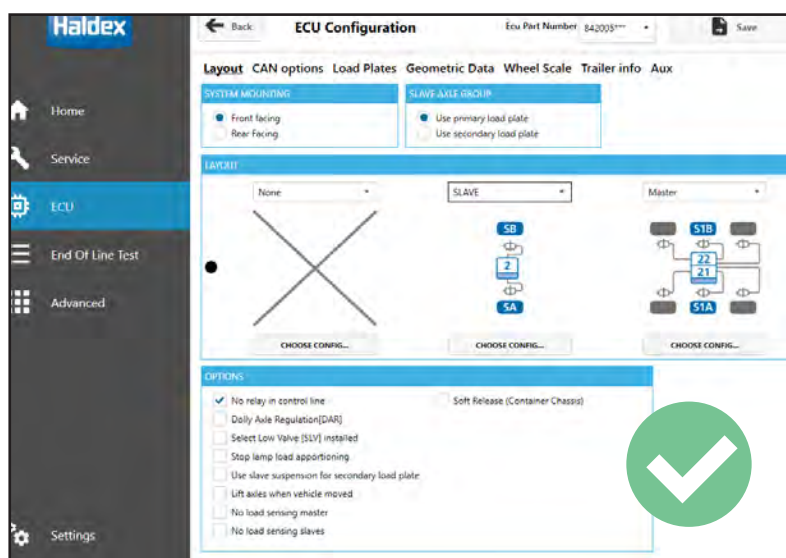 Haldex
Back
ECU Configuration
Ecu Part Number
842005***
Save
Layout CAN options Load Plates Geometric Data Wheel Scale Trailer info Aux
Home
Service
ECU
End Of Line Test
Advanced
Settings
SYSTEM MOUNTING
Front facing
Rear Facing
SLAVE AXLE GROUP
Use primary load plate
Use secondary load plate
LAYOUT
None
SLAVE
Master
SB
2
SA
S1B
22
21
S1A
CHOOSE CONFIG...
CHOOSE CONFIG...
CHOOSE CONFIG...
OPTIONS
No relay in control line
Soft Release (Container Chassis)
Dolly Axle Regulation[DAR]
Select Low Valve [SLV] installed
Stop lamp load apportioning
Use slave suspension for secondary load plate
Lift axles when vehicle moved
No load sensing master
No load sensing slaves